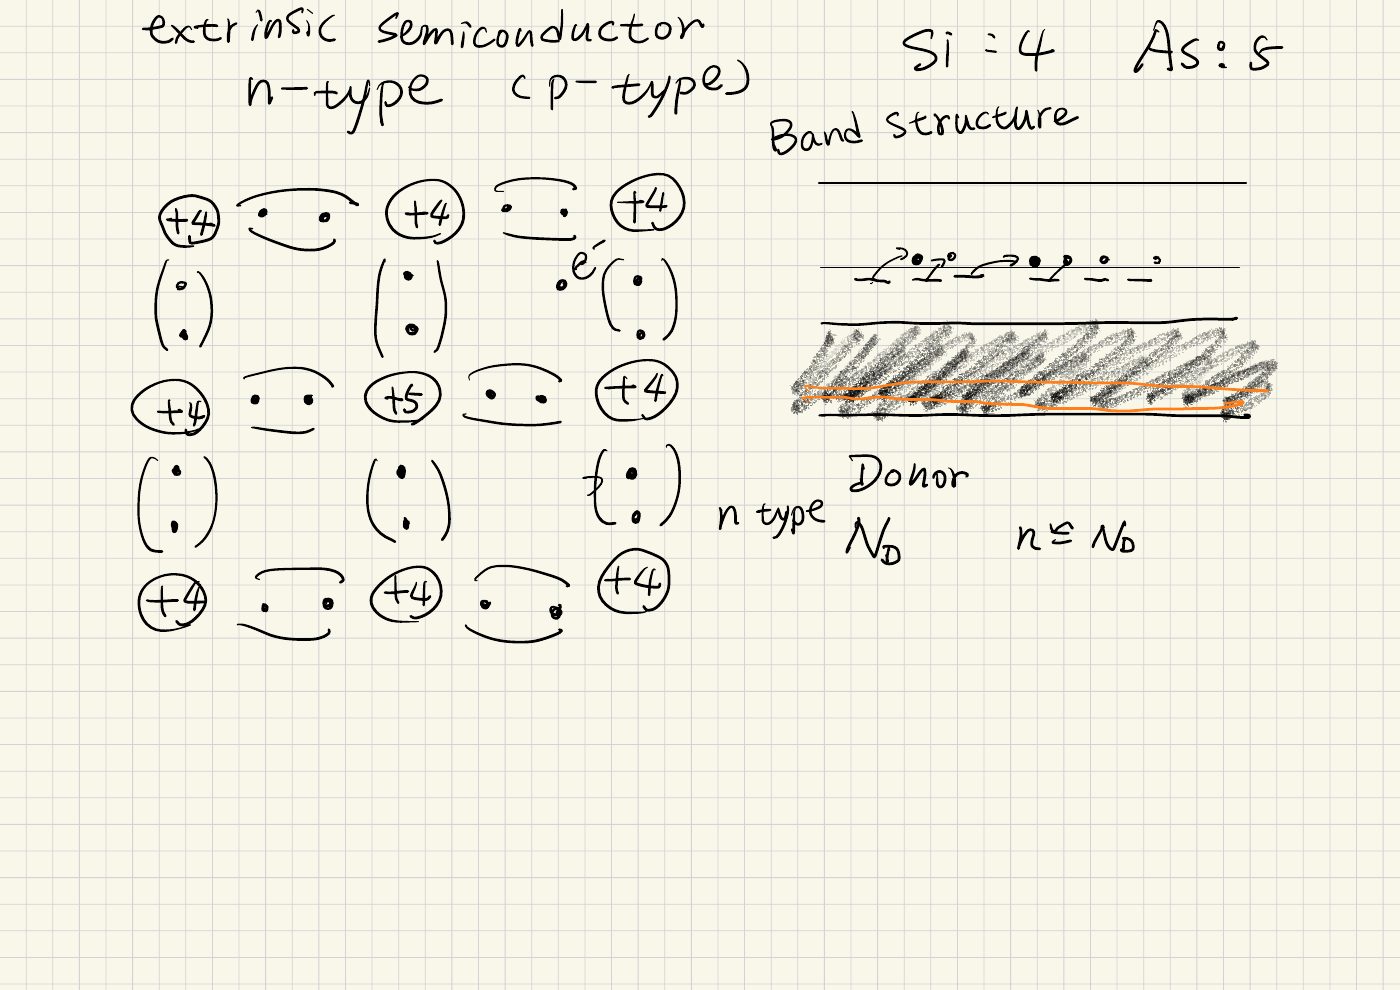 extrinsic semiconductor
n-type (p-type)
Si : 4 As : 5
Band structure
+4 +4 +4
e⁻
+4 +5 +4
Donor
n type N_D n ≌ N_D
+4 +4 +4